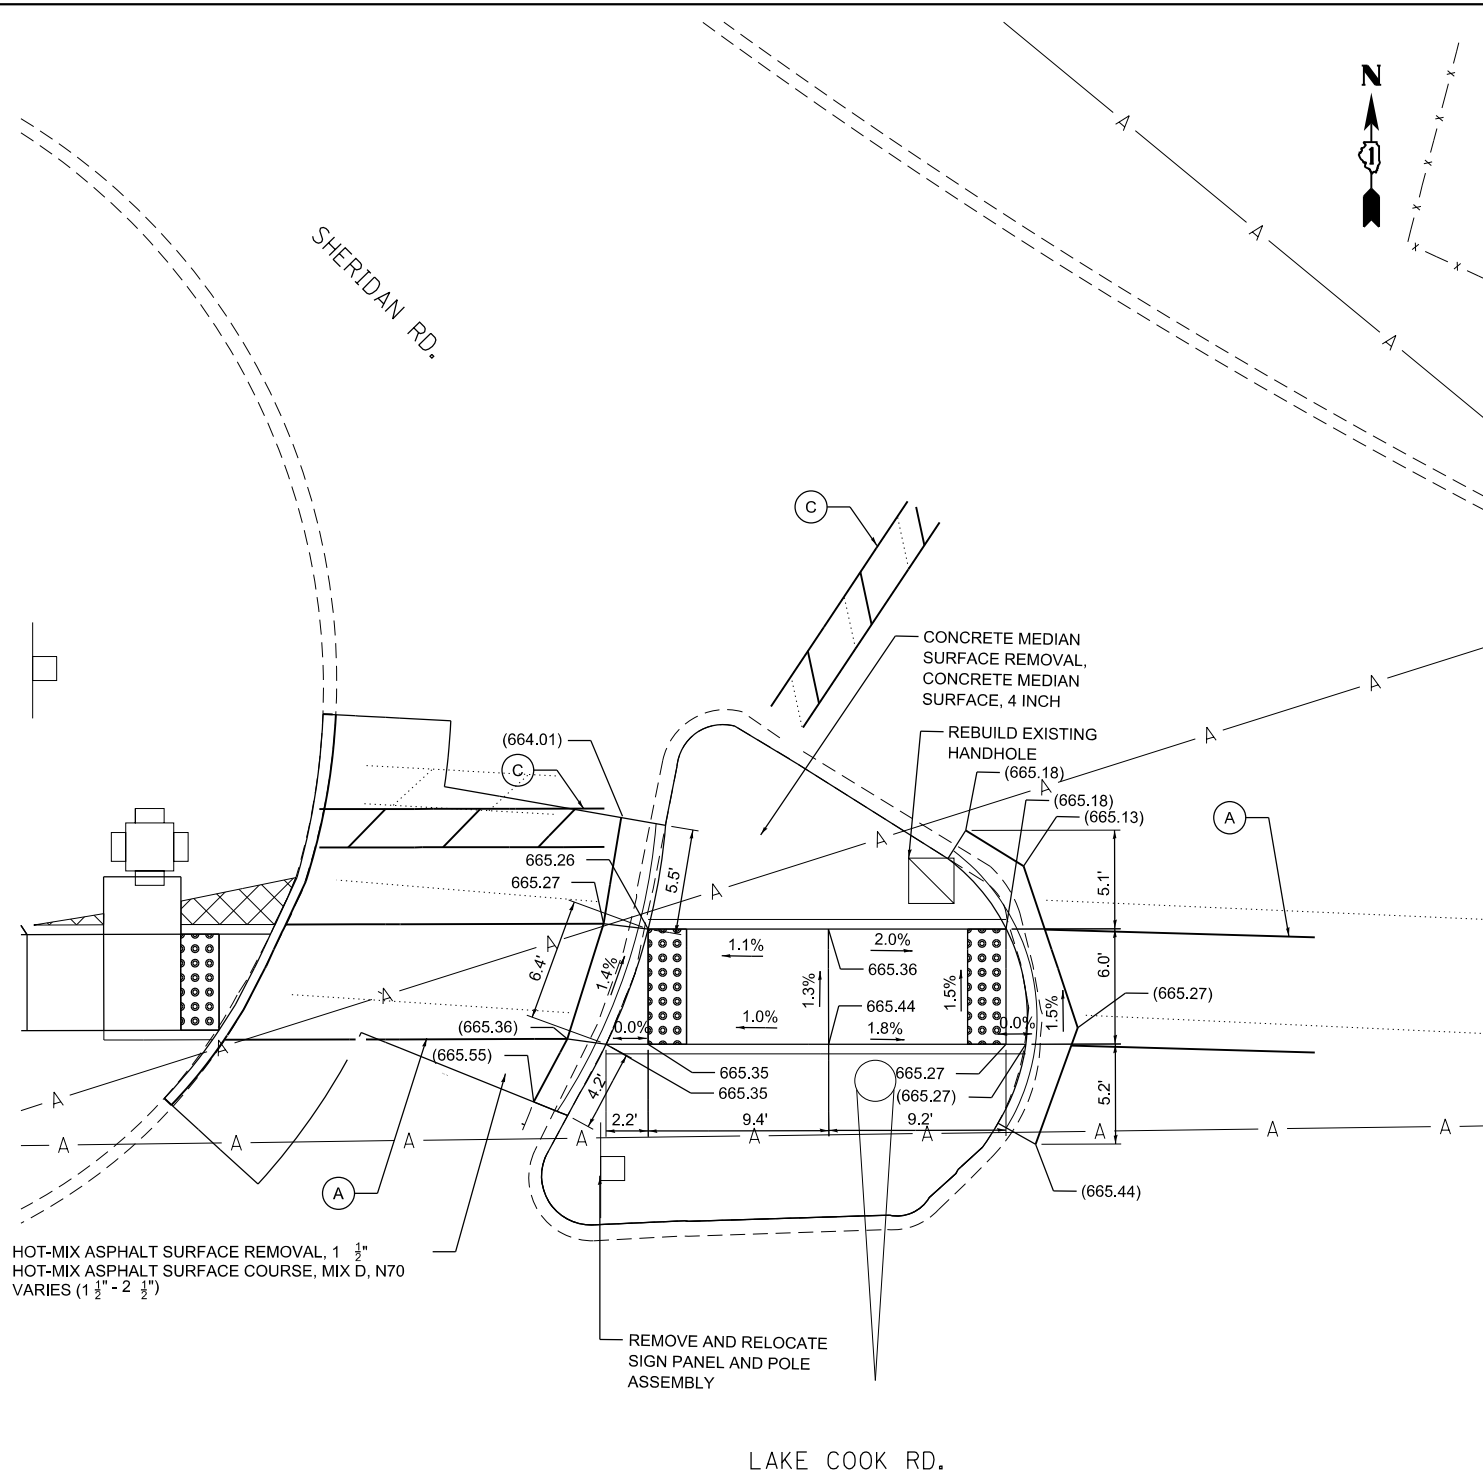 N
1
SHERIDAN RD.
A
A
A
C
CONCRETE MEDIAN
SURFACE REMOVAL,
CONCRETE MEDIAN
SURFACE, 4 INCH
A
A
REBUILD EXISTING
HANDHOLE
(664.01)
C
(665.18)
A
(665.18)
(665.13)
A
A
665.26
665.27
5.5'
A
5.1'
6.4'
A
1.4%
1.1%
2.0%
665.36
1.3%
1.5%
6.0'
(665.27)
A
(665.36)
0.0%
1.0%
665.44
1.8%
0.0%
1.5%
A
(665.55)
665.35
665.35
665.27
(665.27)
4.2'
5.2'
A
2.2'
9.4'
9.2'
A
A
A
A
A
A
A
A
A
A
A
(665.44)
HOT-MIX ASPHALT SURFACE REMOVAL, 1 1/2"
HOT-MIX ASPHALT SURFACE COURSE, MIX D, N70
VARIES (1 1/2" - 2 1/2")
REMOVE AND RELOCATE
SIGN PANEL AND POLE
ASSEMBLY
LAKE COOK RD.